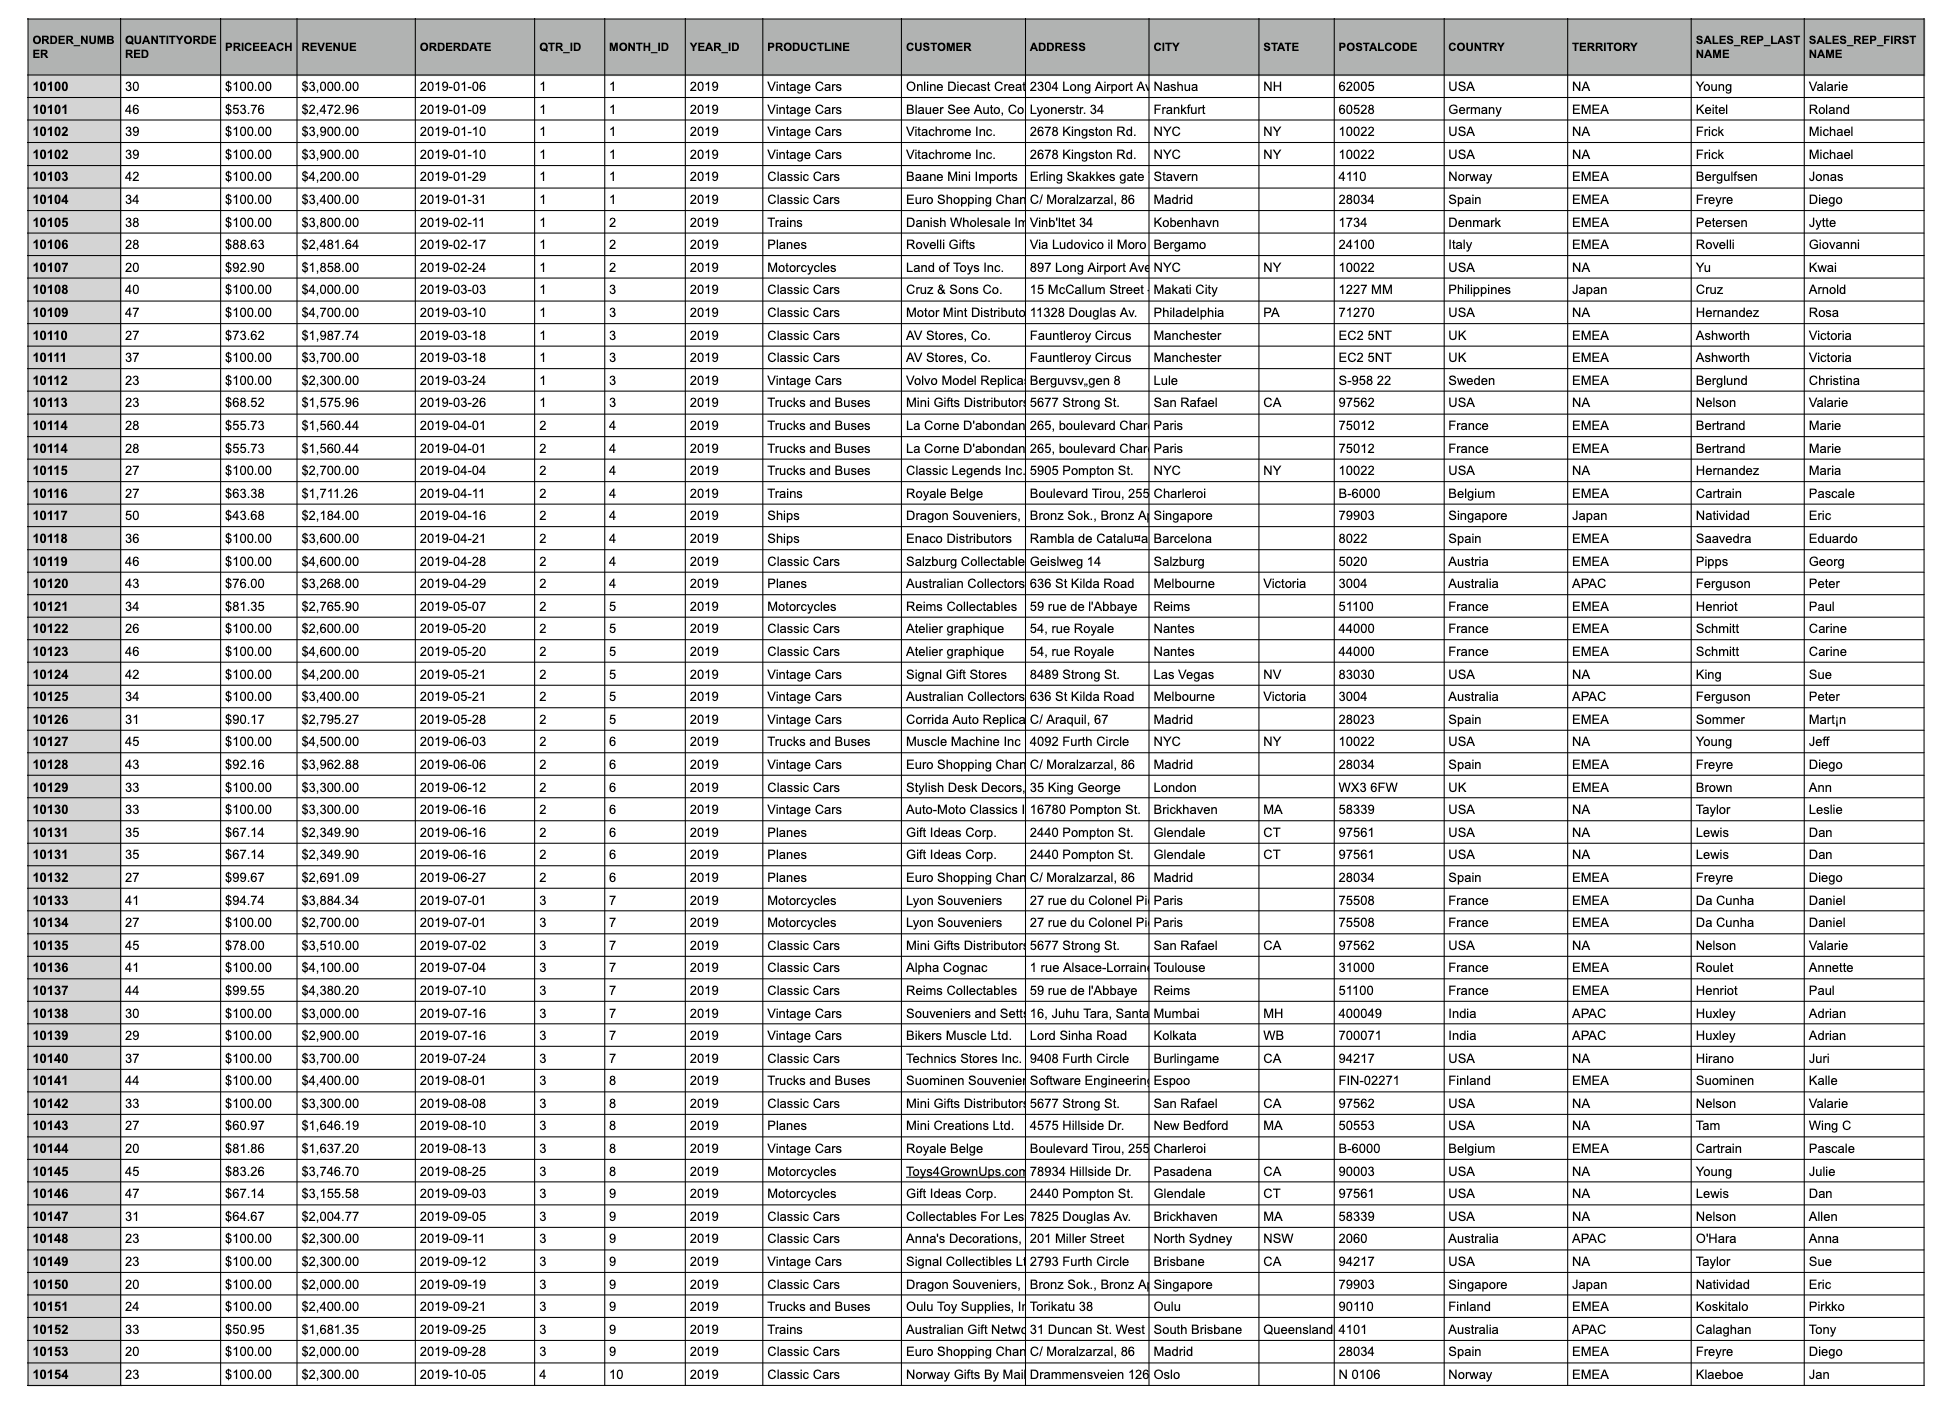 ORDER_NUMBER QUANTITYORDERED PRICEEACH REVENUE ORDERDATE QTR_ID MONTH_ID YEAR_ID PRODUCTLINE CUSTOMER ADDRESS CITY STATE POSTALCODE COUNTRY TERRITORY SALES_REP_LASTNAME SALES_REP_FIRSTNAME
10100 30 $100.00 $3,000.00 2019-01-06 1 1 2019 Vintage Cars Online Diecast Creat 2304 Long Airport Av Nashua NH 62005 USA NA Young Valarie
10101 46 $53.76 $2,472.96 2019-01-09 1 1 2019 Vintage Cars Blauer See Auto, Co Lyonerstr. 34 Frankfurt 60528 Germany EMEA Keitel Roland
10102 39 $100.00 $3,900.00 2019-01-10 1 1 2019 Vintage Cars Vitachrome Inc. 2678 Kingston Rd. NYC NY 10022 USA NA Frick Michael
10102 39 $100.00 $3,900.00 2019-01-10 1 1 2019 Vintage Cars Vitachrome Inc. 2678 Kingston Rd. NYC NY 10022 USA NA Frick Michael
10103 42 $100.00 $4,200.00 2019-01-29 1 1 2019 Classic Cars Baane Mini Imports Erling Skakkes gate Stavern 4110 Norway EMEA Bergulfsen Jonas
10104 34 $100.00 $3,400.00 2019-01-31 1 1 2019 Classic Cars Euro Shopping Chan C/ Moralzarzal, 86 Madrid 28034 Spain EMEA Freyre Diego
10105 38 $100.00 $3,800.00 2019-02-11 1 2 2019 Trains Danish Wholesale Im Vinb'ltet 34 Kobenhavn 1734 Denmark EMEA Petersen Jytte
10106 28 $88.63 $2,481.64 2019-02-17 1 2 2019 Planes Rovelli Gifts Via Ludovico il Moro Bergamo 24100 Italy EMEA Rovelli Giovanni
10107 20 $92.90 $1,858.00 2019-02-24 1 2 2019 Motorcycles Land of Toys Inc. 897 Long Airport Ave NYC NY 10022 USA NA Yu Kwai
10108 40 $100.00 $4,000.00 2019-03-03 1 3 2019 Classic Cars Cruz & Sons Co. 15 McCallum Street - Makati City 1227 MM Philippines Japan Cruz Arnold
10109 47 $100.00 $4,700.00 2019-03-10 1 3 2019 Classic Cars Motor Mint Distributo 11328 Douglas Av. Philadelphia PA 71270 USA NA Hernandez Rosa
10110 27 $73.62 $1,987.74 2019-03-18 1 3 2019 Classic Cars AV Stores, Co. Fauntleroy Circus Manchester EC2 5NT UK EMEA Ashworth Victoria
10111 37 $100.00 $3,700.00 2019-03-18 1 3 2019 Classic Cars AV Stores, Co. Fauntleroy Circus Manchester EC2 5NT UK EMEA Ashworth Victoria
10112 23 $100.00 $2,300.00 2019-03-24 1 3 2019 Vintage Cars Volvo Model Replica Berguvsv„gen 8 Lule S-958 22 Sweden EMEA Berglund Christina
10113 23 $68.52 $1,575.96 2019-03-26 1 3 2019 Trucks and Buses Mini Gifts Distributors 5677 Strong St. San Rafael CA 97562 USA NA Nelson Valarie
10114 28 $55.73 $1,560.44 2019-04-01 2 4 2019 Trucks and Buses La Corne D'abondan 265, boulevard Char Paris 75012 France EMEA Bertrand Marie
10114 28 $55.73 $1,560.44 2019-04-01 2 4 2019 Trucks and Buses La Corne D'abondan 265, boulevard Char Paris 75012 France EMEA Bertrand Marie
10115 27 $100.00 $2,700.00 2019-04-04 2 4 2019 Trucks and Buses Classic Legends Inc. 5905 Pompton St. NYC NY 10022 USA NA Hernandez Maria
10116 27 $63.38 $1,711.26 2019-04-11 2 4 2019 Trains Royale Belge Boulevard Tirou, 255 Charleroi B-6000 Belgium EMEA Cartrain Pascale
10117 50 $43.68 $2,184.00 2019-04-16 2 4 2019 Ships Dragon Souveniers, Bronz Sok., Bronz Ap Singapore 79903 Singapore Japan Natividad Eric
10118 36 $100.00 $3,600.00 2019-04-21 2 4 2019 Ships Enaco Distributors Rambla de Catalu¤a Barcelona 8022 Spain EMEA Saavedra Eduardo
10119 46 $100.00 $4,600.00 2019-04-28 2 4 2019 Classic Cars Salzburg Collectable Geislweg 14 Salzburg 5020 Austria EMEA Pipps Georg
10120 43 $76.00 $3,268.00 2019-04-29 2 4 2019 Planes Australian Collectors 636 St Kilda Road Melbourne Victoria 3004 Australia APAC Ferguson Peter
10121 34 $81.35 $2,765.90 2019-05-07 2 5 2019 Motorcycles Reims Collectables 59 rue de l'Abbaye Reims 51100 France EMEA Henriot Paul
10122 26 $100.00 $2,600.00 2019-05-20 2 5 2019 Classic Cars Atelier graphique 54, rue Royale Nantes 44000 France EMEA Schmitt Carine
10123 46 $100.00 $4,600.00 2019-05-20 2 5 2019 Classic Cars Atelier graphique 54, rue Royale Nantes 44000 France EMEA Schmitt Carine
10124 42 $100.00 $4,200.00 2019-05-21 2 5 2019 Vintage Cars Signal Gift Stores 8489 Strong St. Las Vegas NV 83030 USA NA King Sue
10125 34 $100.00 $3,400.00 2019-05-21 2 5 2019 Vintage Cars Australian Collectors 636 St Kilda Road Melbourne Victoria 3004 Australia APAC Ferguson Peter
10126 31 $90.17 $2,795.27 2019-05-28 2 5 2019 Vintage Cars Corrida Auto Replica C/ Araquil, 67 Madrid 28023 Spain EMEA Sommer Mart¡n
10127 45 $100.00 $4,500.00 2019-06-03 2 6 2019 Trucks and Buses Muscle Machine Inc 4092 Furth Circle NYC NY 10022 USA NA Young Jeff
10128 43 $92.16 $3,962.88 2019-06-06 2 6 2019 Vintage Cars Euro Shopping Chan C/ Moralzarzal, 86 Madrid 28034 Spain EMEA Freyre Diego
10129 33 $100.00 $3,300.00 2019-06-12 2 6 2019 Classic Cars Stylish Desk Decors, 35 King George London WX3 6FW UK EMEA Brown Ann
10130 33 $100.00 $3,300.00 2019-06-16 2 6 2019 Vintage Cars Auto-Moto Classics I 16780 Pompton St. Brickhaven MA 58339 USA NA Taylor Leslie
10131 35 $67.14 $2,349.90 2019-06-16 2 6 2019 Planes Gift Ideas Corp. 2440 Pompton St. Glendale CT 97561 USA NA Lewis Dan
10131 35 $67.14 $2,349.90 2019-06-16 2 6 2019 Planes Gift Ideas Corp. 2440 Pompton St. Glendale CT 97561 USA NA Lewis Dan
10132 27 $99.67 $2,691.09 2019-06-27 2 6 2019 Planes Euro Shopping Chan C/ Moralzarzal, 86 Madrid 28034 Spain EMEA Freyre Diego
10133 41 $94.74 $3,884.34 2019-07-01 3 7 2019 Motorcycles Lyon Souveniers 27 rue du Colonel Pi Paris 75508 France EMEA Da Cunha Daniel
10134 27 $100.00 $2,700.00 2019-07-01 3 7 2019 Motorcycles Lyon Souveniers 27 rue du Colonel Pi Paris 75508 France EMEA Da Cunha Daniel
10135 45 $78.00 $3,510.00 2019-07-02 3 7 2019 Classic Cars Mini Gifts Distributors 5677 Strong St. San Rafael CA 97562 USA NA Nelson Valarie
10136 41 $100.00 $4,100.00 2019-07-04 3 7 2019 Classic Cars Alpha Cognac 1 rue Alsace-Lorrain Toulouse 31000 France EMEA Roulet Annette
10137 44 $99.55 $4,380.20 2019-07-10 3 7 2019 Classic Cars Reims Collectables 59 rue de l'Abbaye Reims 51100 France EMEA Henriot Paul
10138 30 $100.00 $3,000.00 2019-07-16 3 7 2019 Vintage Cars Souveniers and Setts 16, Juhu Tara, Santa Mumbai MH 400049 India APAC Huxley Adrian
10139 29 $100.00 $2,900.00 2019-07-16 3 7 2019 Vintage Cars Bikers Muscle Ltd. Lord Sinha Road Kolkata WB 700071 India APAC Huxley Adrian
10140 37 $100.00 $3,700.00 2019-07-24 3 7 2019 Classic Cars Technics Stores Inc. 9408 Furth Circle Burlingame CA 94217 USA NA Hirano Juri
10141 44 $100.00 $4,400.00 2019-08-01 3 8 2019 Trucks and Buses Suominen Souvenier Software Engineering Espoo FIN-02271 Finland EMEA Suominen Kalle
10142 33 $100.00 $3,300.00 2019-08-08 3 8 2019 Classic Cars Mini Gifts Distributors 5677 Strong St. San Rafael CA 97562 USA NA Nelson Valarie
10143 27 $60.97 $1,646.19 2019-08-10 3 8 2019 Planes Mini Creations Ltd. 4575 Hillside Dr. New Bedford MA 50553 USA NA Tam Wing C
10144 20 $81.86 $1,637.20 2019-08-13 3 8 2019 Vintage Cars Royale Belge Boulevard Tirou, 255 Charleroi B-6000 Belgium EMEA Cartrain Pascale
10145 45 $83.26 $3,746.70 2019-08-25 3 8 2019 Motorcycles Toys4GrownUps.com 78934 Hillside Dr. Pasadena CA 90003 USA NA Young Julie
10146 47 $67.14 $3,155.58 2019-09-03 3 9 2019 Motorcycles Gift Ideas Corp. 2440 Pompton St. Glendale CT 97561 USA NA Lewis Dan
10147 31 $64.67 $2,004.77 2019-09-05 3 9 2019 Classic Cars Collectables For Les 7825 Douglas Av. Brickhaven MA 58339 USA NA Nelson Allen
10148 23 $100.00 $2,300.00 2019-09-11 3 9 2019 Classic Cars Anna's Decorations, 201 Miller Street North Sydney NSW 2060 Australia APAC O'Hara Anna
10149 23 $100.00 $2,300.00 2019-09-12 3 9 2019 Vintage Cars Signal Collectibles Lt 2793 Furth Circle Brisbane CA 94217 USA NA Taylor Sue
10150 20 $100.00 $2,000.00 2019-09-19 3 9 2019 Classic Cars Dragon Souveniers, Bronz Sok., Bronz Ap Singapore 79903 Singapore Japan Natividad Eric
10151 24 $100.00 $2,400.00 2019-09-21 3 9 2019 Trucks and Buses Oulu Toy Supplies, In Torikatu 38 Oulu 90110 Finland EMEA Koskitalo Pirkko
10152 33 $50.95 $1,681.35 2019-09-25 3 9 2019 Trains Australian Gift Netwo 31 Duncan St. West South Brisbane Queensland 4101 Australia APAC Calaghan Tony
10153 20 $100.00 $2,000.00 2019-09-28 3 9 2019 Classic Cars Euro Shopping Chan C/ Moralzarzal, 86 Madrid 28034 Spain EMEA Freyre Diego
10154 23 $100.00 $2,300.00 2019-10-05 4 10 2019 Classic Cars Norway Gifts By Mai Drammensveien 126 Oslo N 0106 Norway EMEA Klaeboe Jan